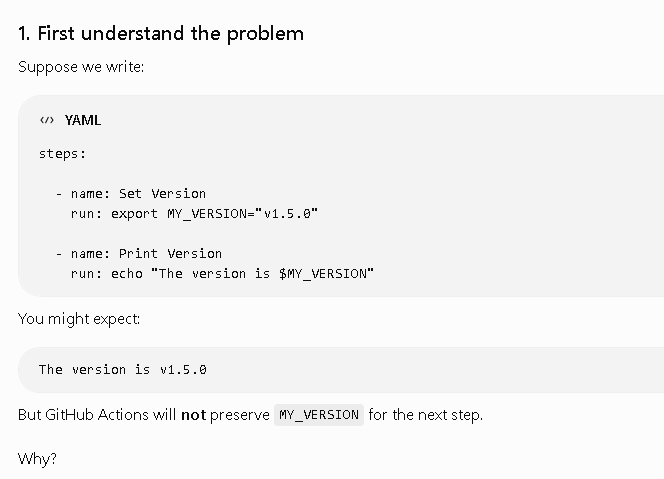 1. First understand the problem
Suppose we write:
</> YAML
steps:
- name: Set Version
run: export MY_VERSION="v1.5.0"
- name: Print Version
run: echo "The version is $MY_VERSION"
You might expect:
The version is v1.5.0
But GitHub Actions will not preserve MY_VERSION for the next step.
Why?